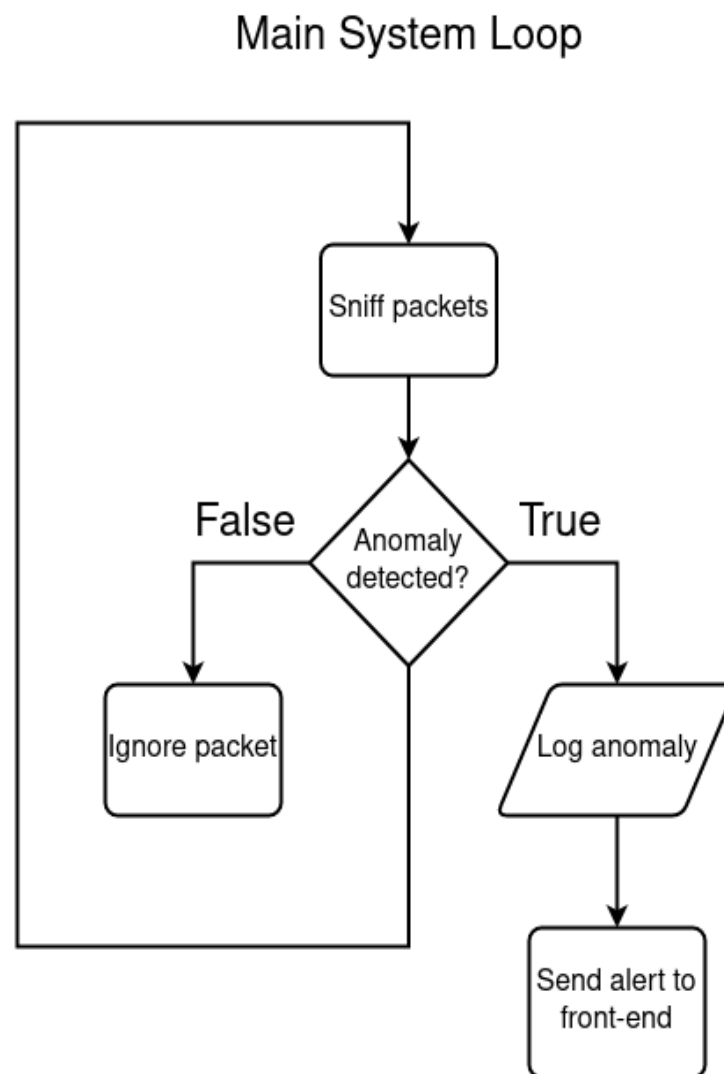 Main System Loop
Sniff packets
False
True
Anomaly
detected?
Ignore packet
Log anomaly
Send alert to
front-end